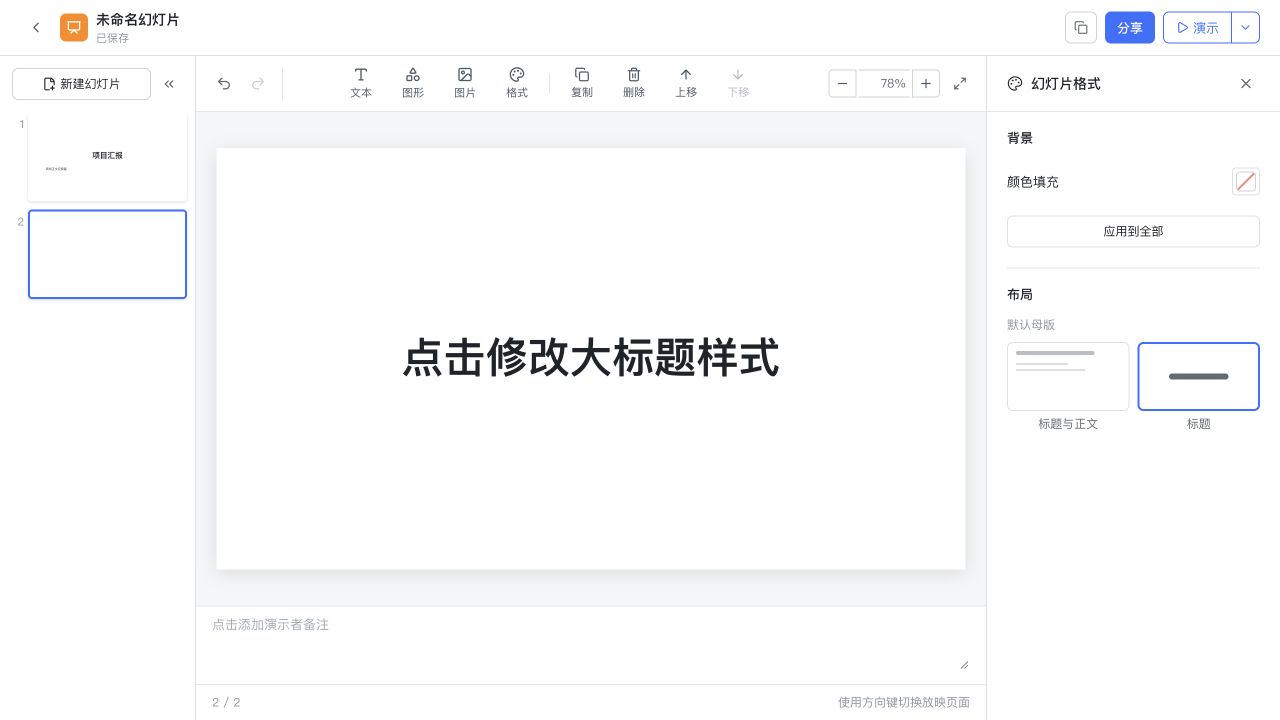 未命名幻灯片
已保存
分享
演示
新建幻灯片
文本
图形
图片
格式
复制
删除
上移
下移
78%
幻灯片格式
1
项目汇报
2
点击修改大标题样式
背景
颜色填充
应用到全部
布局
默认母版
标题与正文
标题
点击添加演示者备注
2 / 2
使用方向键切换放映页面